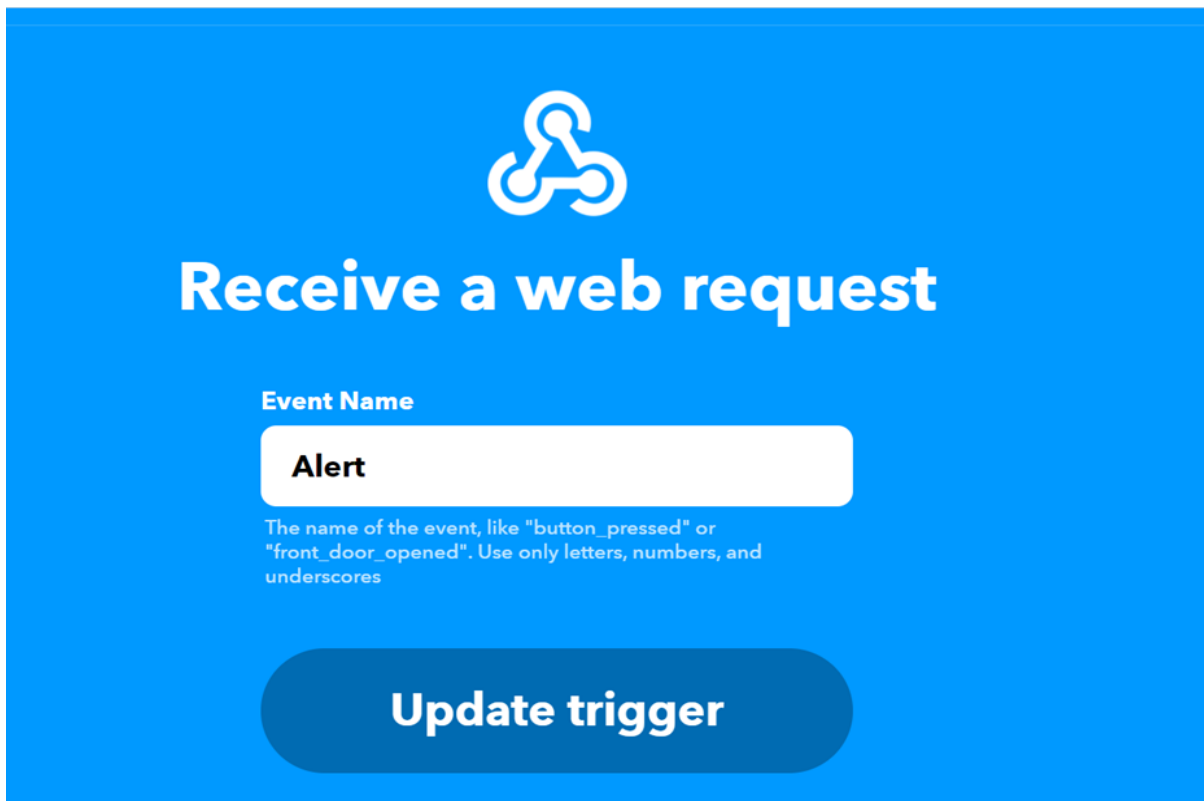 Receive a web request
Event Name
Alert
The name of the event, like "button_pressed" or
"front_door_opened". Use only letters, numbers, and
underscores
Update trigger